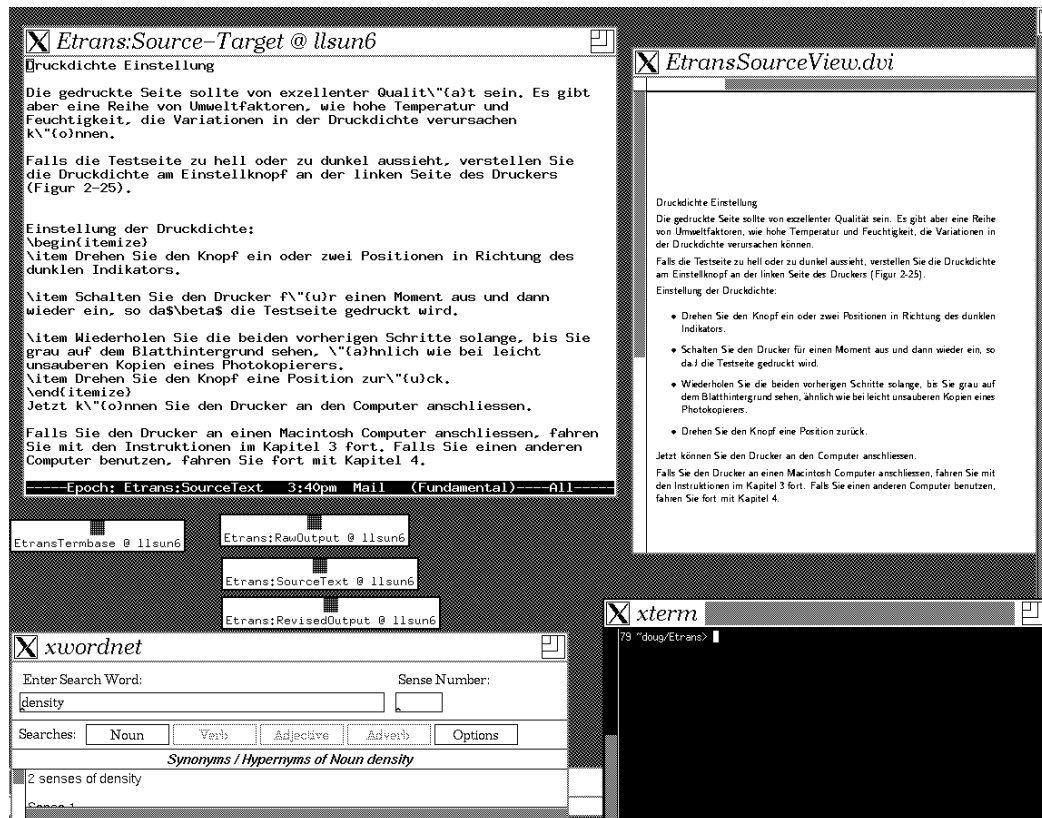 Etrans:Source-Target @ llsun6
Druckdichte Einstellung
Die gedruckte Seite sollte von exzellenter Qualit\"{a}t sein. Es gibt
aber eine Reihe von Umweltfaktoren, wie hohe Temperatur und
Feuchtigkeit, die Variationen in der Druckdichte verursachen
k\"{o}nnen.
Falls die Testseite zu hell oder zu dunkel aussieht, verstellen Sie
die Druckdichte am Einstellknopf an der linken Seite des Druckers
(Figur 2-25).
Einstellung der Druckdichte:
\begin{itemize}
\item Drehen Sie den Knopf ein oder zwei Positionen in Richtung des
dunklen Indikators.
\item Schalten Sie den Drucker f\"{u}r einen Moment aus und dann
wieder ein, so da$\beta$ die Testseite gedruckt wird.
\item Wiederholen Sie die beiden vorherigen Schritte solange, bis Sie
grau auf dem Blatthintergrund sehen, \"{a}hnlich wie bei leicht
unsauberen Kopien eines Photokopierers.
\item Drehen Sie den Knopf eine Position zur\"{u}ck.
\end{itemize}
Jetzt k\"{o}nnen Sie den Drucker an den Computer anschliessen.
Falls Sie den Drucker an einen Macintosh Computer anschliessen, fahren
Sie mit den Instruktionen im Kapitel 3 fort. Falls Sie einen anderen
Computer benutzen, fahren Sie fort mit Kapitel 4.
-----Epoch: Etrans:SourceText 3:40pm Mail (Fundamental)----All-----
EtransSourceView.dvi
Druckdichte Einstellung
Die gedruckte Seite sollte von exzellenter Qualität sein. Es gibt aber eine Reihe
von Umweltfaktoren, wie hohe Temperatur und Feuchtigkeit, die Variationen in
der Druckdichte verursachen können.
Falls die Testseite zu hell oder zu dunkel aussieht, verstellen Sie die Druckdichte
am Einstellknopf an der linken Seite des Druckers (Figur 2-25).
Einstellung der Druckdichte:
• Drehen Sie den Knopf ein oder zwei Positionen in Richtung des dunklen
Indikators.
• Schalten Sie den Drucker für einen Moment aus und dann wieder ein, so
die Testseite gedruckt wird.
• Wiederholen Sie die beiden vorherigen Schritte solange, bis Sie grau auf
dem Blatthintergrund sehen, ähnlich wie bei leicht unsauberen Kopien eines
Photokopierers.
• Drehen Sie den Knopf eine Position zurück.
Jetzt können Sie den Drucker an den Computer anschliessen.
Falls Sie den Drucker an einen Macintosh Computer anschliessen, fahren Sie mit
den Instruktionen im Kapitel 3 fort. Falls Sie einen anderen Computer benutzen,
fahren Sie fort mit Kapitel 4.
EtransTermbase @ llsun6
Etrans:RawOutput @ llsun6
Etrans:SourceText @ llsun6
Etrans:RevisedOutput @ llsun6
xwordnet
Enter Search Word: Sense Number:
density
Searches: Noun Verb Adjective Adverb Options
Synonyms / Hypernyms of Noun density
2 senses of density
Sense 1
xterm
79 ~doug/Etrans>